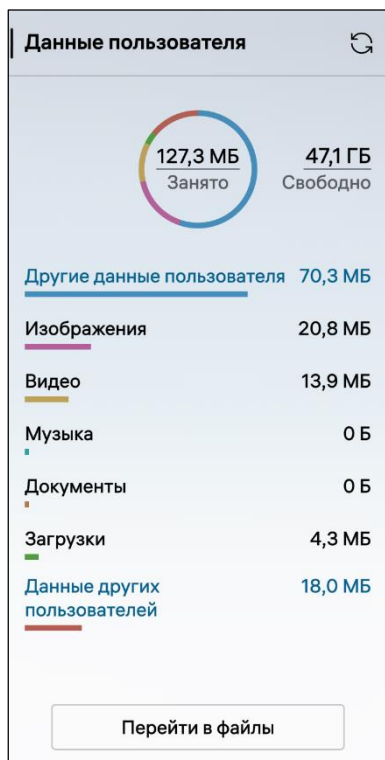 Данные пользователя
127,3 МБ
Занято
47,1 ГБ
Свободно
Другие данные пользователя 70,3 МБ
Изображения 20,8 МБ
Видео 13,9 МБ
Музыка 0 Б
Документы 0 Б
Загрузки 4,3 МБ
Данные других 18,0 МБ
пользователей
Перейти в файлы